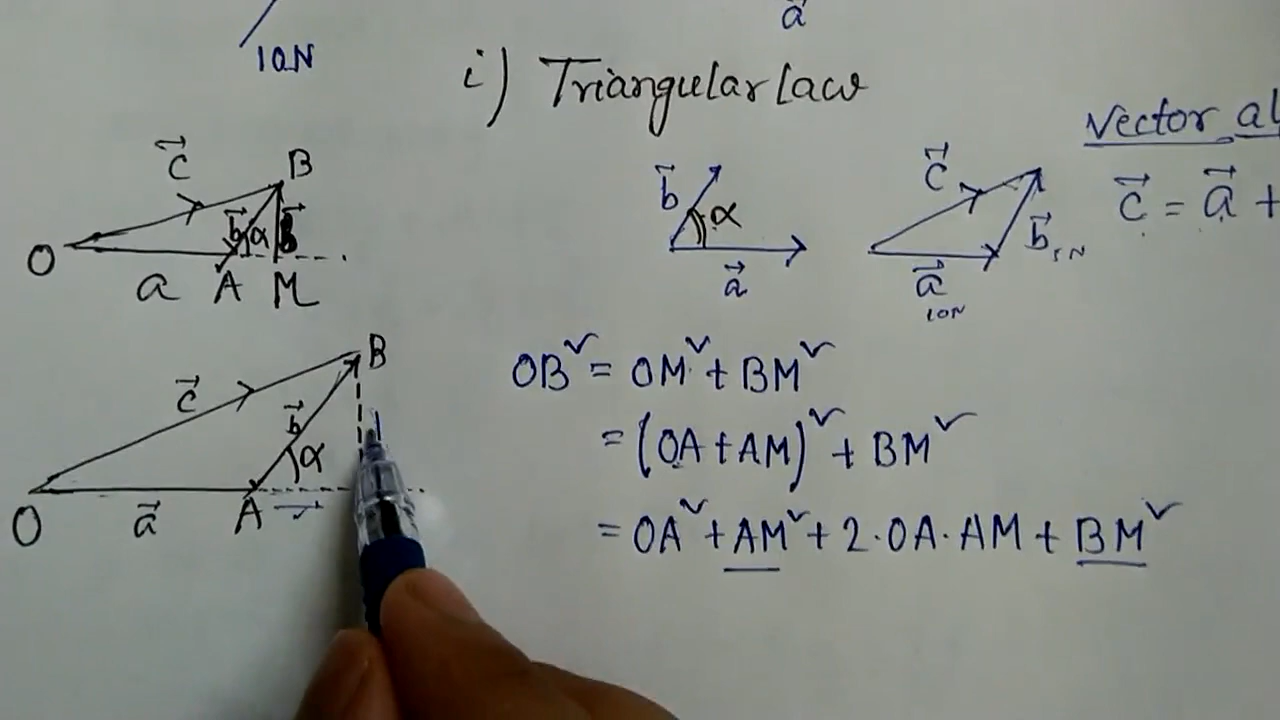 a⃗
10N
i) Triangular law
Vector al
c⃗
B
b⃗
α
O
a A M
b⃗
α
a⃗
c⃗
b⃗ 5N
a⃗
10N
c⃗ = a⃗ +
c⃗
B
b⃗
α
O
a⃗
A
OB² = OM² + BM²
= (OA + AM)² + BM²
= OA² + AM² + 2·OA·AM + BM²